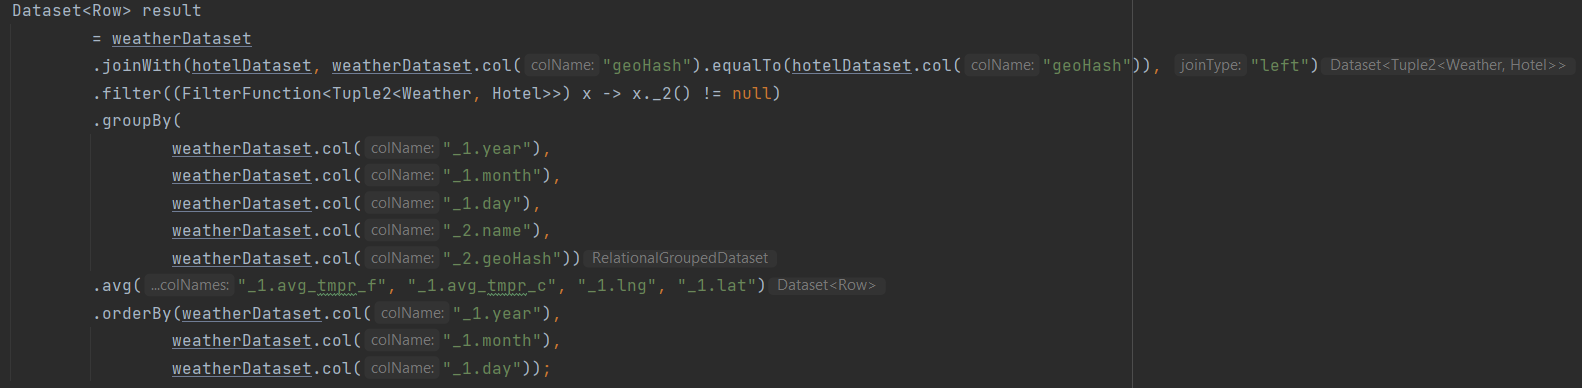 Dataset<Row> result
= weatherDataset
.joinWith(hotelDataset, weatherDataset.col( colName: "geoHash").equalTo(hotelDataset.col( colName: "geoHash")), joinType: "left") Dataset<Tuple2<Weather, Hotel>>
.filter((FilterFunction<Tuple2<Weather, Hotel>>) x -> x._2() != null)
.groupBy(
weatherDataset.col( colName: "_1.year"),
weatherDataset.col( colName: "_1.month"),
weatherDataset.col( colName: "_1.day"),
weatherDataset.col( colName: "_2.name"),
weatherDataset.col( colName: "_2.geoHash")) RelationalGroupedDataset
.avg( ...colNames: "_1.avg_tmpr_f", "_1.avg_tmpr_c", "_1.lng", "_1.lat") Dataset<Row>
.orderBy(weatherDataset.col( colName: "_1.year"),
weatherDataset.col( colName: "_1.month"),
weatherDataset.col( colName: "_1.day"));